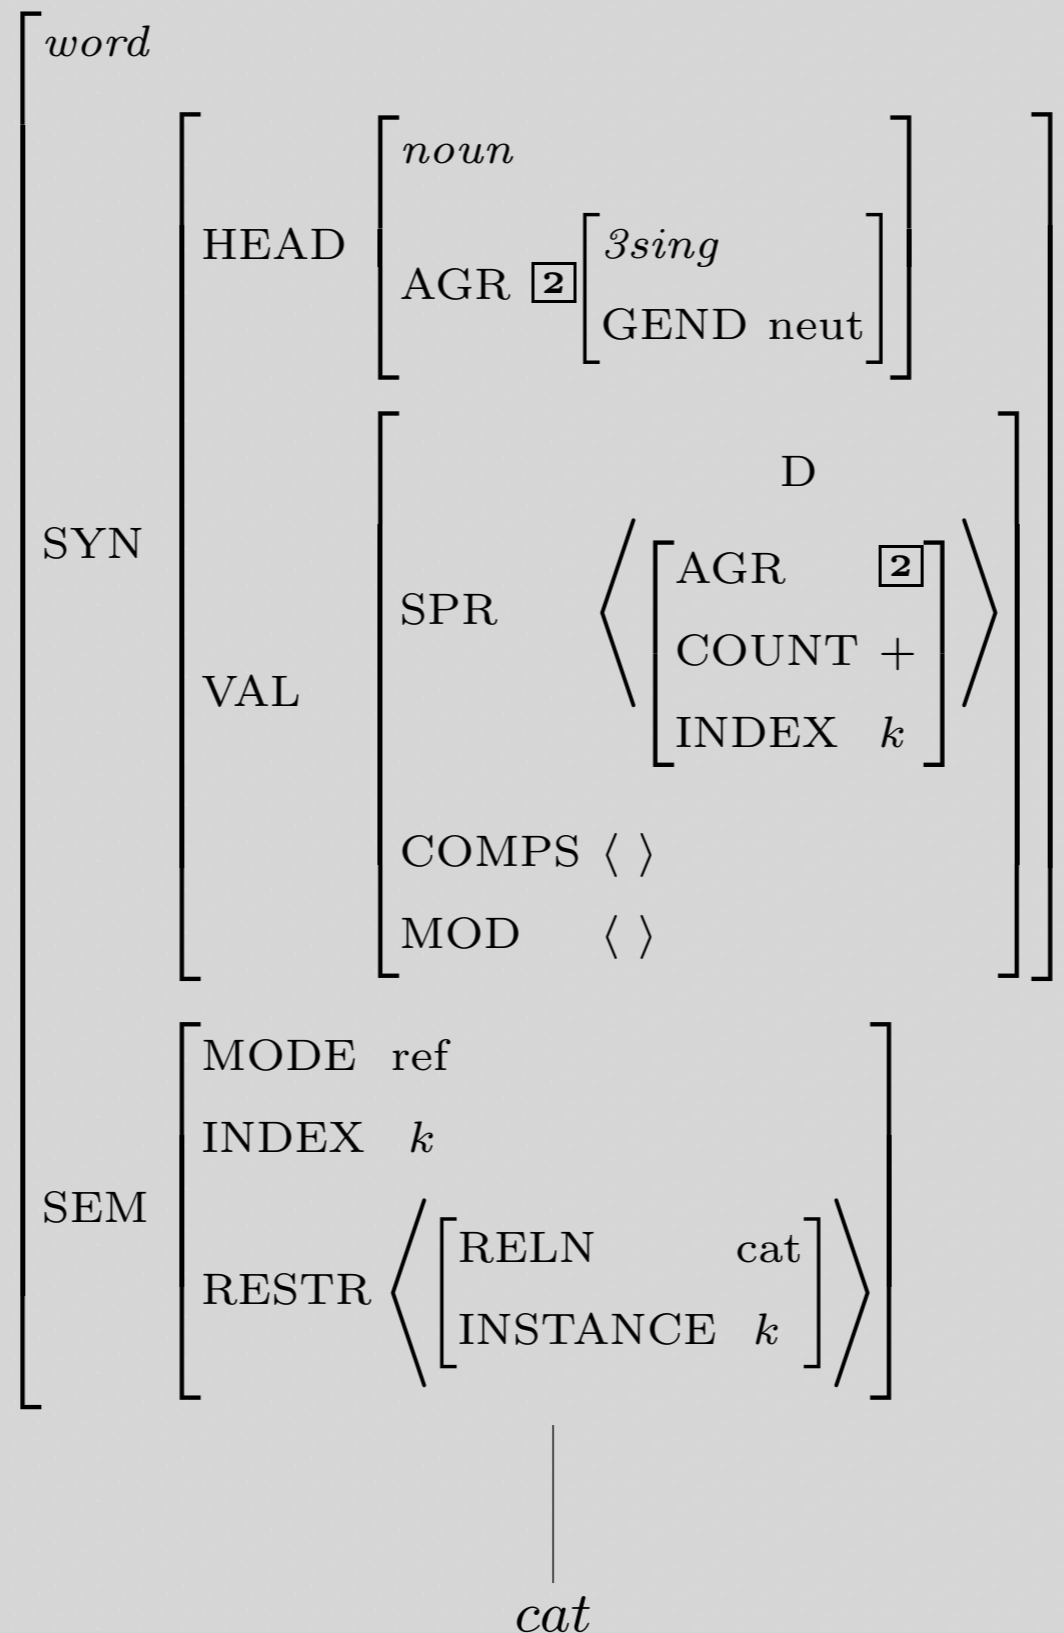 word
HEAD
noun
AGR 2
3sing
GEND neut
SYN
VAL
SPR
D
AGR 2
COUNT +
INDEX k
COMPS ⟨ ⟩
MOD ⟨ ⟩
SEM
MODE ref
INDEX k
RESTR
RELN cat
INSTANCE k
cat